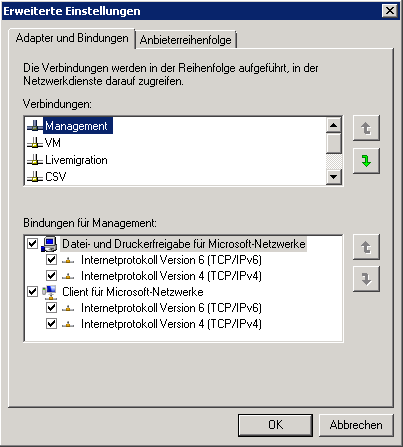 Erweiterte Einstellungen
Adapter und Bindungen
Anbieterreihenfolge
Die Verbindungen werden in der Reihenfolge aufgeführt, in der
Netzwerkdienste darauf zugreifen.
Verbindungen:
Management
VM
Livemigration
CSV
Bindungen für Management:
Datei- und Druckerfreigabe für Microsoft-Netzwerke
Internetprotokoll Version 6 (TCP/IPv6)
Internetprotokoll Version 4 (TCP/IPv4)
Client für Microsoft-Netzwerke
Internetprotokoll Version 6 (TCP/IPv6)
Internetprotokoll Version 4 (TCP/IPv4)
OK
Abbrechen